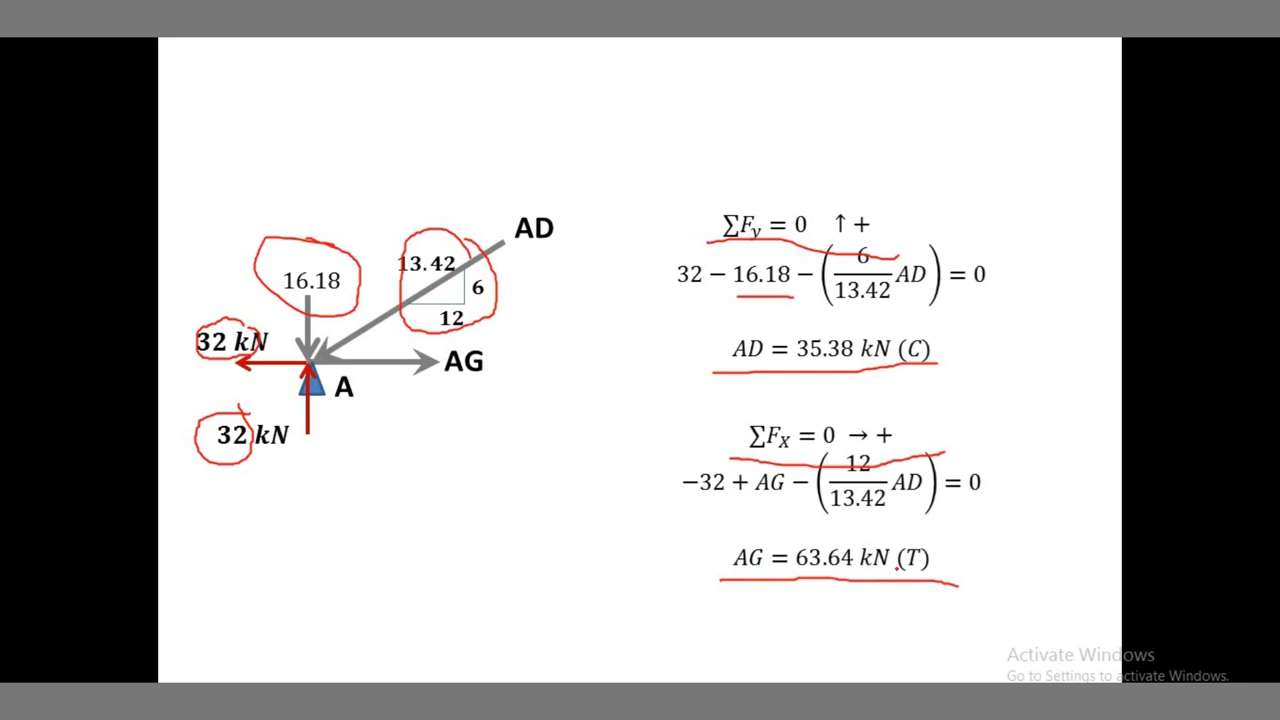 AD
13.42
6
12
16.18
32 kN
AG
A
32 kN
∑F_y = 0 ↑ +
32 − 16.18 − (6/13.42 AD) = 0
AD = 35.38 kN (C)
∑F_X = 0 → +
−32 + AG − (12/13.42 AD) = 0
AG = 63.64 kN (T)
Activate Windows
Go to Settings to activate Windows.